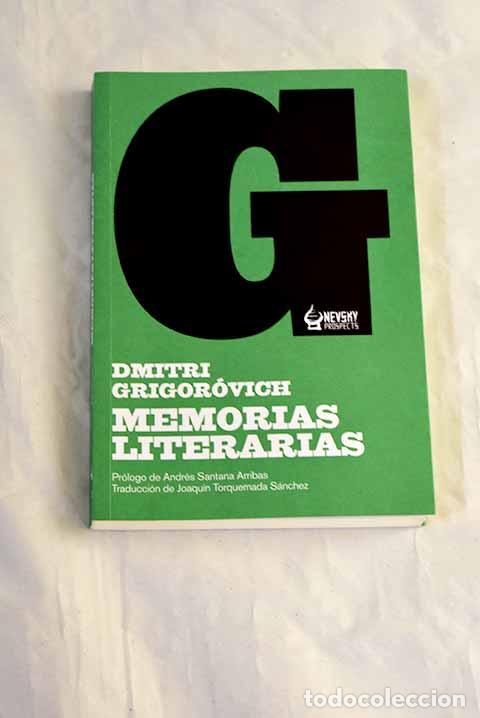 G
NEVSKY
PROSPECTS
DMITRI
GRIGORÓVICH
MEMORIAS
LITERARIAS
Prólogo de Andrés Santana Arribas
Traducción de Joaquín Torquemada Sánchez
todocoleccion